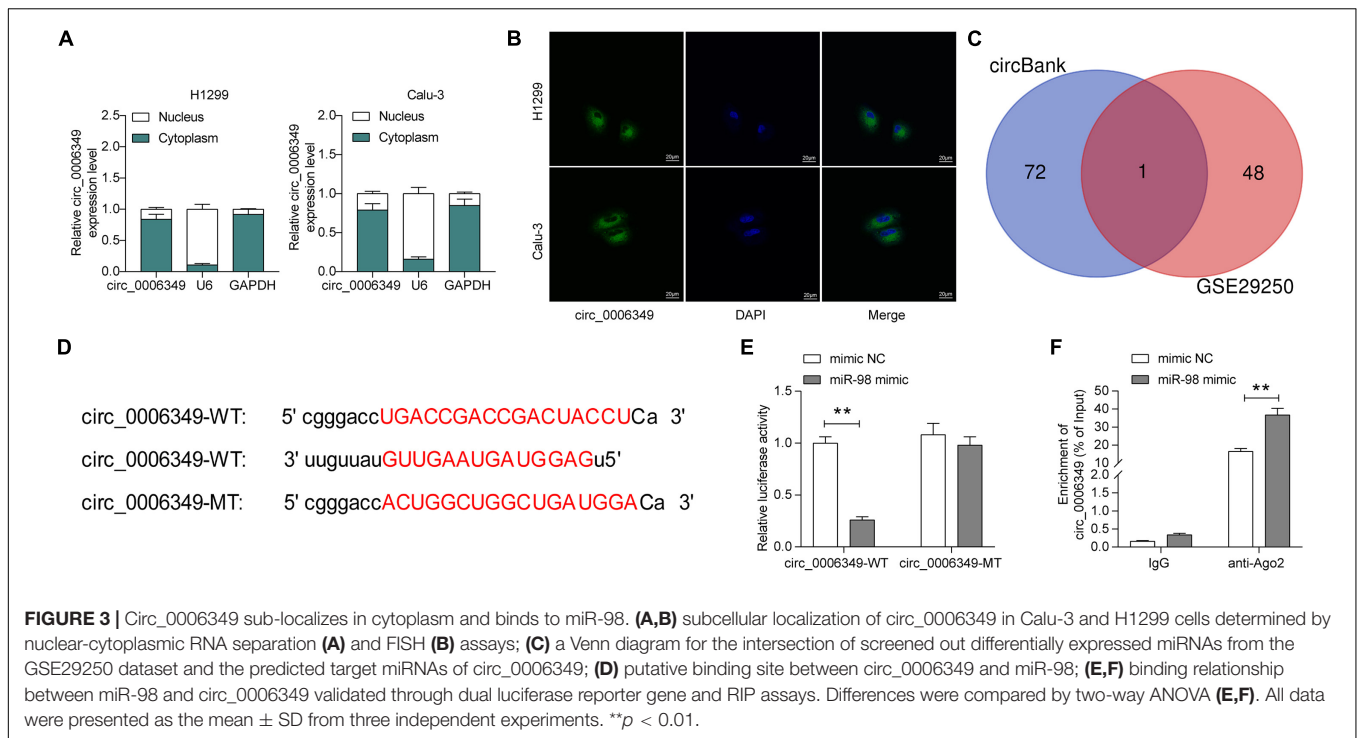 A
H1299
Relative circ_0006349
expression level
2.5
2.0
1.5
1.0
0.5
0.0
Nucleus
Cytoplasm
circ_0006349 U6 GAPDH
Calu-3
Relative circ_0006349
expression level
2.0
1.5
1.0
0.5
0.0
Nucleus
Cytoplasm
circ_0006349 U6 GAPDH
B
H1299
20μm 20μm 20μm
Calu-3
20μm 20μm 20μm
circ_0006349 DAPI Merge
C
circBank
72 1 48
GSE29250
D
circ_0006349-WT: 5' cgggaccUGACCGACCGACUACCUCa 3'
circ_0006349-WT: 3' uuguuauGUUGAAUGAUGGAGu5'
circ_0006349-MT: 5' cgggaccACUGGCUGGCUGAUGGACa 3'
E
mimic NC
miR-98 mimic
Relative luciferase activity
1.5
1.0
0.5
0.0
**
circ_0006349-WT circ_0006349-MT
F
mimic NC
miR-98 mimic
Enrichment of
circ_0006349 (% of Input)
50
40
30
20
10
2.0
1.5
1.0
0.5
0.0
**
IgG anti-Ago2
FIGURE 3 | Circ_0006349 sub-localizes in cytoplasm and binds to miR-98. (A,B) subcellular localization of circ_0006349 in Calu-3 and H1299 cells determined by
nuclear-cytoplasmic RNA separation (A) and FISH (B) assays; (C) a Venn diagram for the intersection of screened out differentially expressed miRNAs from the
GSE29250 dataset and the predicted target miRNAs of circ_0006349; (D) putative binding site between circ_0006349 and miR-98; (E,F) binding relationship
between miR-98 and circ_0006349 validated through dual luciferase reporter gene and RIP assays. Differences were compared by two-way ANOVA (E,F). All data
were presented as the mean ± SD from three independent experiments. **p < 0.01.